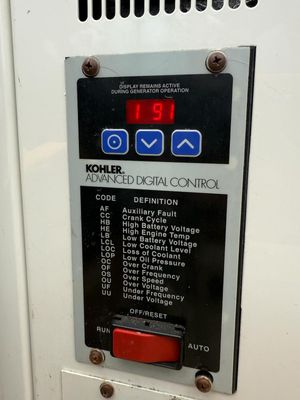 DISPLAY REMAINS ACTIVE
DURING GENERATOR OPERATION
191
KOHLER®
ADVANCED DIGITAL CONTROL
CODE DEFINITION
AF Auxiliary Fault
CC Crank Cycle
HB High Battery Voltage
HE High Engine Temp
LB Low Battery Voltage
LCL Low Coolant Level
LOC Loss of Coolant
LOP Low Oil Pressure
OC Over Crank
OF Over Frequency
OS Over Speed
OU Over Voltage
UF Under Frequency
UU Under Voltage
OFF/RESET
RUN AUTO